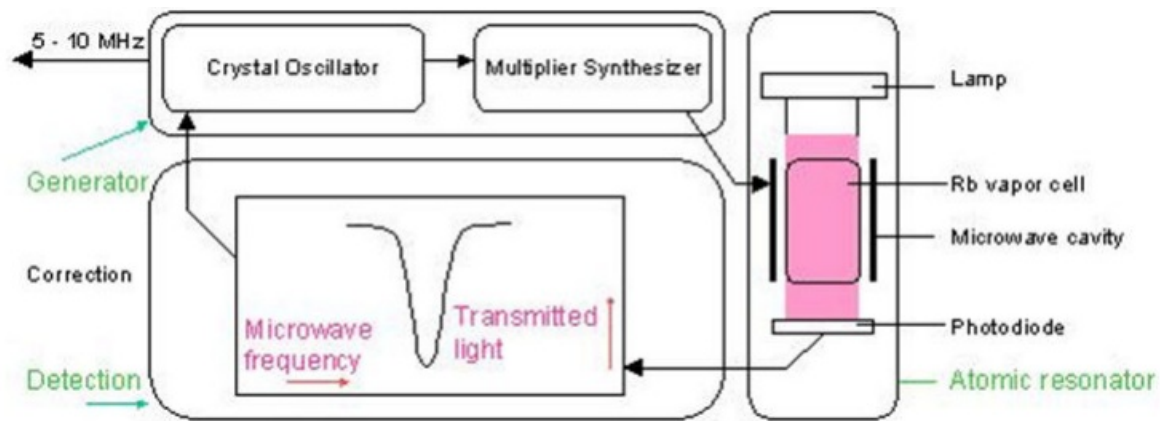 5 - 10 MHz
Crystal Oscillator
Multiplier Synthesizer
Lamp
Generator
Rb vapor cell
Microwave cavity
Correction
Microwave
frequency
Transmitted
light
Photodiode
Detection
Atomic resonator